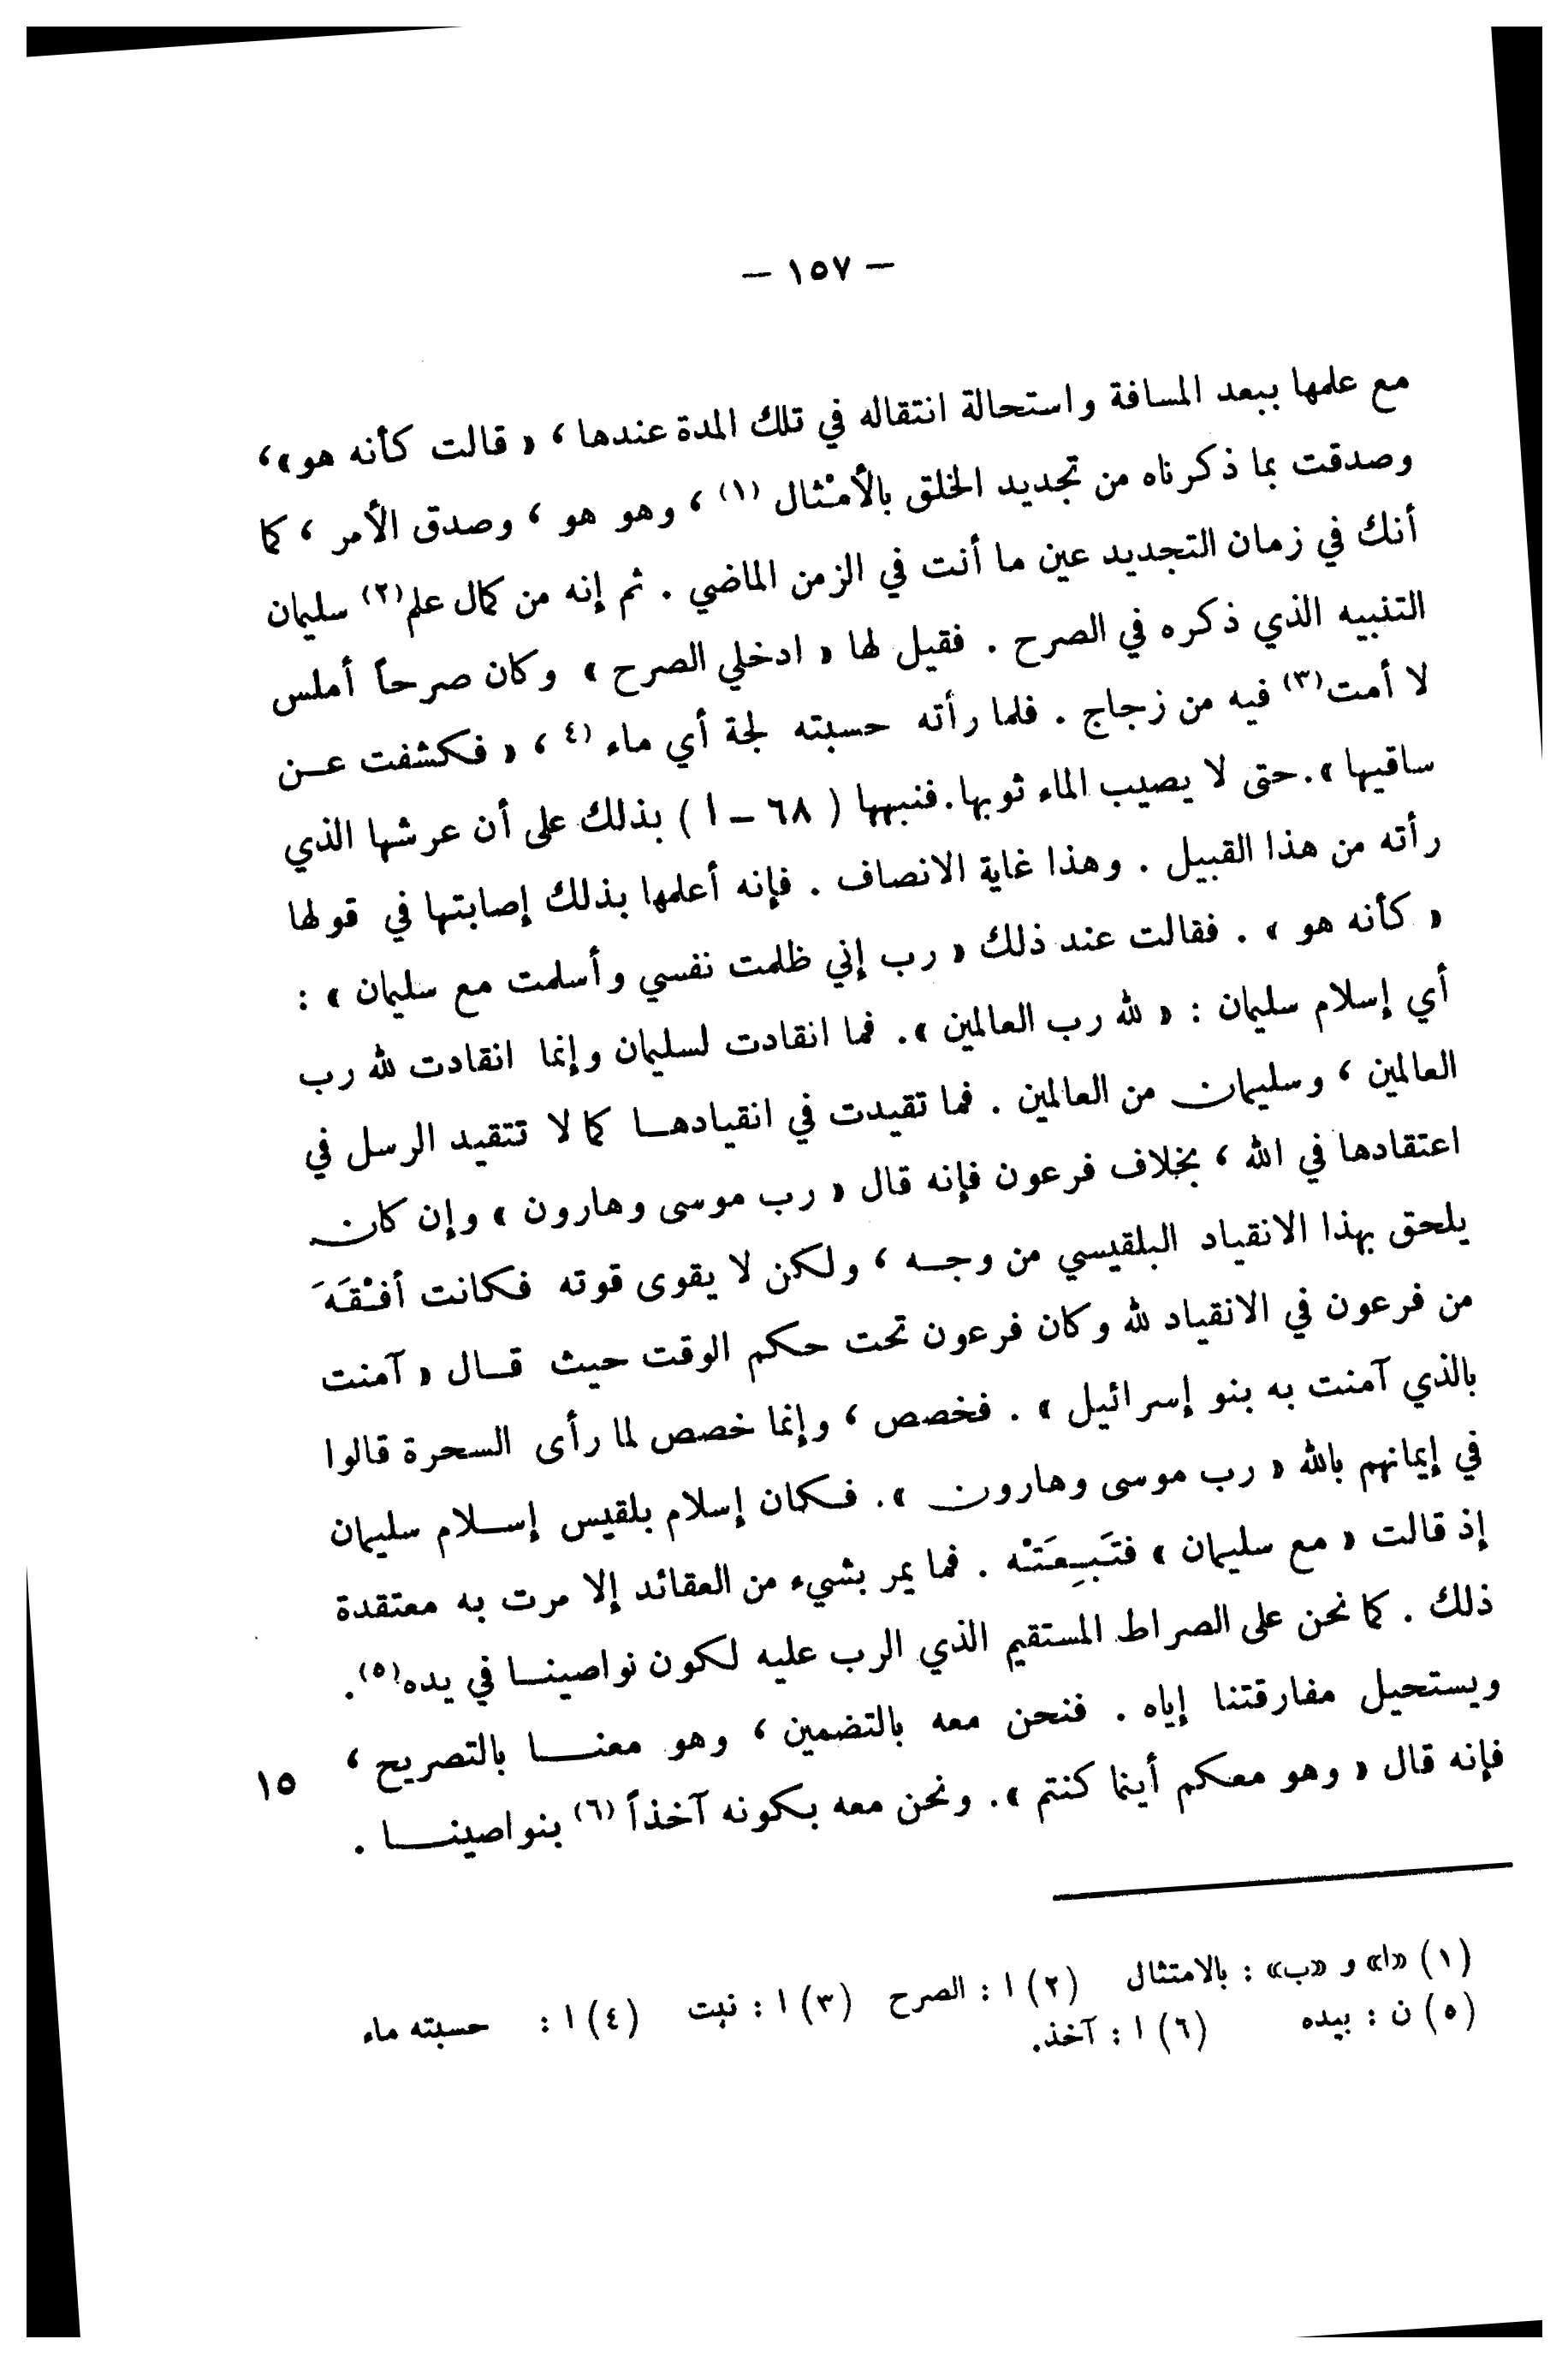 – ١٥٧ –
مع علمها ببعد المسافة واستحالة انتقاله في تلك المدة عندها ، « قالت كأنه هو»،
وصدقت بما ذكرناه من تجديد الخلق بالأمْثال (١) ، وهو هو ، وصدق الأمر ، كما
أنك في زمان التجديد عين ما أنت في الزمن الماضي . ثم إنه من كمال علم(٢) سليمان
التنبيه الذي ذكره في الصرح . فقيل لها « ادخلي الصرح » وكان صرحاً أملس
لا أمت(٣) فيه من زجاج . فلما رأته حسبته لجة أي ماء (٤ ، « فكشفت عن
ساقيها ».حتى لا يصيب الماء ثوبها.فنبهها ( ٦٨ – ا ) بذلك على أن عرشها الذي
رأته من هذا القبيل . وهذا غاية الانصاف . فإنه أعلمها بذلك إصابتها في قولها
« كأنه هو » . فقالت عند ذلك « رب إني ظلمت نفسي وأسلمت مع سليمان » :
أي إسلام سليمان : « لله رب العالمين ». فما انقادت لسليمان وإنما انقادت لله رب
العالمين ، وسليمان من العالمين . فما تقيدت في انقيادها كما لا تتقيد الرسل في
اعتقادها في الله ، بخلاف فرعون فإنه قال « رب موسى وهارون » وإن كان
يلحق بهذا الانقياد البلقيسي من وجه ، ولكن لا يقوى قوته فكانت أفْقَهَ
من فرعون في الانقياد لله وكان فرعون تحت حكم الوقت حيث قال « آمنت
بالذي آمنت به بنو إسرائيل » . فخصص ، وإنما خصص لما رأى السحرة قالوا
في إيمانهم بالله « رب موسى وهارون ». فكان إسلام بلقيس إسلام سليمان
إذ قالت « مع سليمان » فتَبِعَتْه . فما يمر بشيء من العقائد إلا مرت به معتقدة
ذلك . كما نحن على الصراط المستقيم الذي الرب عليه لكون نواصينا في يده(٥).
ويستحيل مفارقتنا إياه . فنحن معه بالتضمين ، وهو معنا بالتصريح ،
فإنه قال « وهو معكم أينما كنتم ». ونحن معه بكونه آخذاً (٦) بنواصينا .
١٥
(١) «ا» و «ب» : بالامتثال (٢) ا : الصرح (٣) ا : نبت (٤) ا : حسبته ماء
(٥) ن : بيده (٦) ا : آخذ.